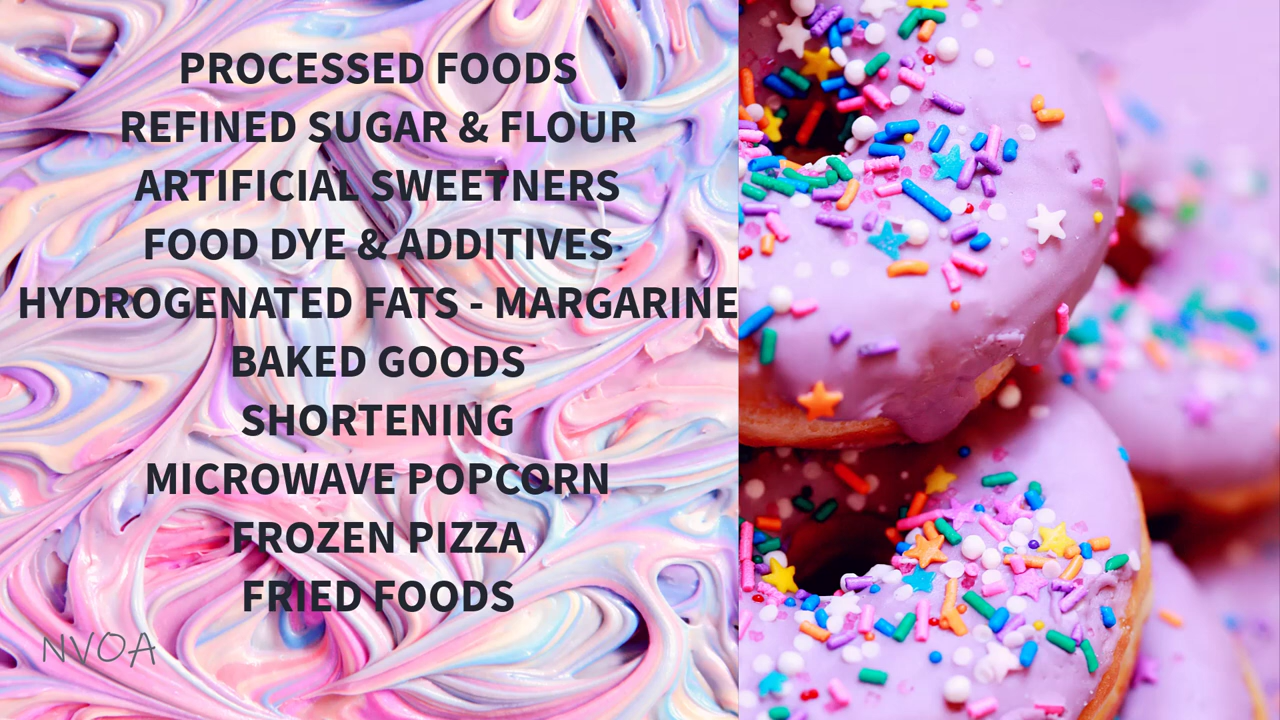 PROCESSED FOODS
REFINED SUGAR & FLOUR
ARTIFICIAL SWEETNERS
FOOD DYE & ADDITIVES
HYDROGENATED FATS - MARGARINE
BAKED GOODS
SHORTENING
MICROWAVE POPCORN
FROZEN PIZZA
FRIED FOODS
NVOA